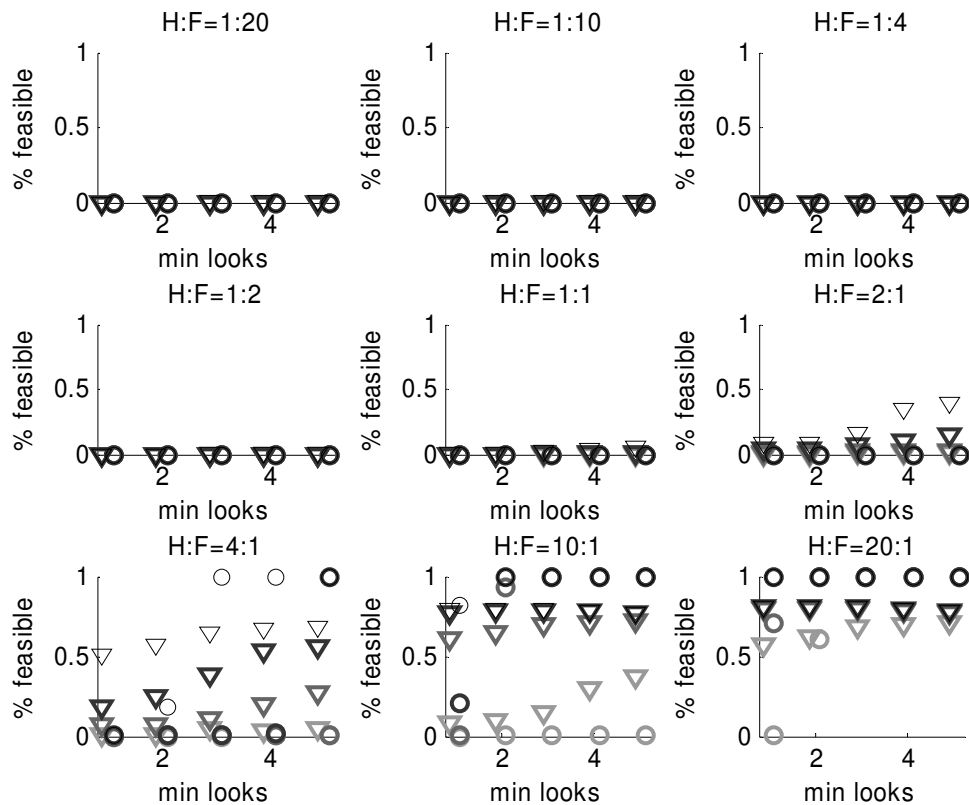 H:F=1:20 H:F=1:10 H:F=1:4
1 1 1
% feasible % feasible % feasible
0.5 0.5 0.5
0 0 0
2 4 2 4 2 4
min looks min looks min looks
H:F=1:2 H:F=1:1 H:F=2:1
1 1 1
% feasible % feasible % feasible
0.5 0.5 0.5
0 0 0
2 4 2 4 2 4
min looks min looks min looks
H:F=4:1 H:F=10:1 H:F=20:1
1 1 1
% feasible % feasible % feasible
0.5 0.5 0.5
0 0 0
2 4 2 4 2 4
min looks min looks min looks